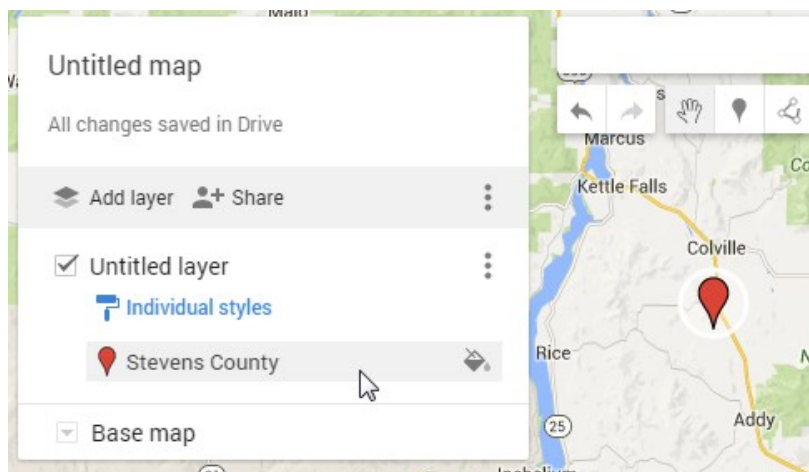 Untitled map
All changes saved in Drive
Add layer Share
Untitled layer
Individual styles
Stevens County
Base map
Marcus
Kettle Falls
Colville
Rice
Addy
25